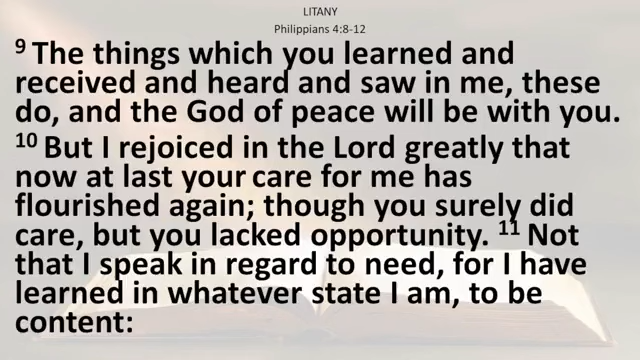 LITANY
Philippians 4:8-12
9 The things which you learned and
received and heard and saw in me, these
do, and the God of peace will be with you.
10 But I rejoiced in the Lord greatly that
now at last your care for me has
flourished again; though you surely did
care, but you lacked opportunity. 11 Not
that I speak in regard to need, for I have
learned in whatever state I am, to be
content: